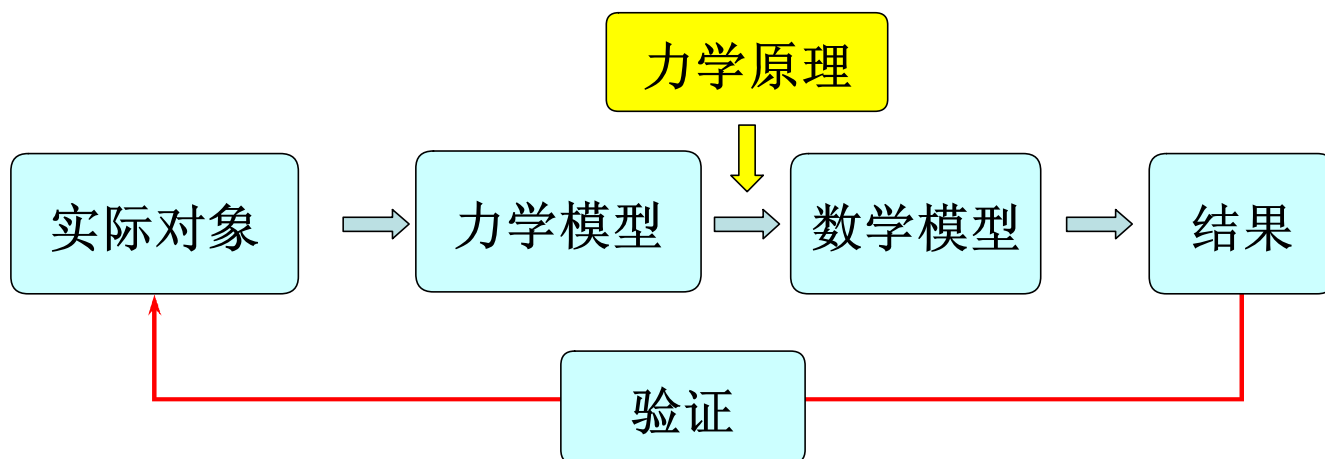 力学原理
实际对象
力学模型
数学模型
结果
验证